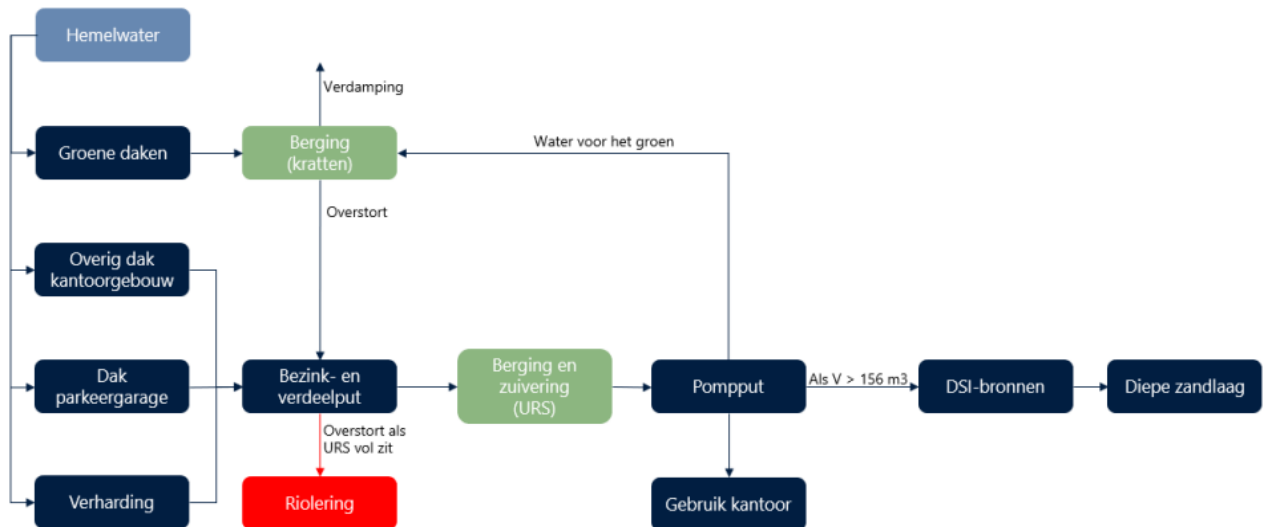 Hemelwater
Verdamping
Groene daken
Berging
(kratten)
Water voor het groen
Overstort
Overig dak
kantoorgebouw
Dak
parkeergarage
Bezink- en
verdeelput
Berging en
zuivering
(URS)
Pompput
Als V > 156 m3
DSI-bronnen
Diepe zandlaag
Overstort als
URS vol zit
Verharding
Riolering
Gebruik kantoor